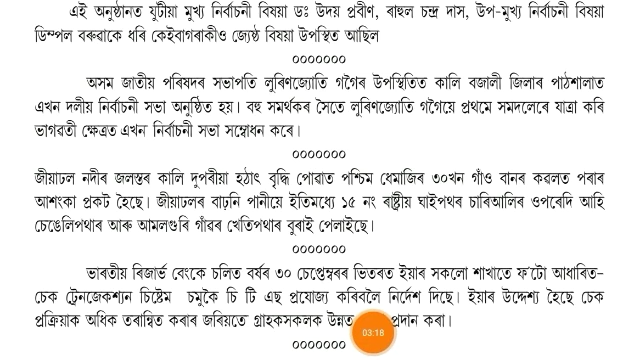 এই অনুষ্ঠানত যুটীয়া মুখ্য নিৰ্বাচনী বিষয়া ডঃ উদয় প্ৰবীণ, ৰাহুল চন্দ্ৰ দাস, উপ-মুখ্য নিৰ্বাচনী বিষয়া
ডিম্পল বৰুৱাকে ধৰি কেইবাগৰাকীও জ্যেষ্ঠ বিষয়া উপস্থিত আছিল
০০০০০০০
অসম জাতীয় পৰিষদৰ সভাপতি লুৰিণজ্যোতি গগৈৰ উপস্থিতিত কালি বজালী জিলাৰ পাঠশালাত
এখন দলীয় নিৰ্বাচনী সভা অনুষ্ঠিত হয়। বহু সমৰ্থকৰ সৈতে লুৰিণজ্যোতি গগৈয়ে প্ৰথমে সমদলেৰে যাত্ৰা কৰি
ভাগৱতী ক্ষেত্ৰত এখন নিৰ্বাচনী সভা সম্বোধন কৰে।
০০০০০০০
জীয়াঢল নদীৰ জলস্তৰ কালি দুপৰীয়া হঠাৎ বৃদ্ধি পোৱাত পশ্চিম ধেমাজিৰ ৩০খন গাঁও বানৰ কৱলত পৰাৰ
আশংকা প্ৰকট হৈছে। জীয়াঢলৰ বাঢ়নি পানীয়ে ইতিমধ্যে ১৫ নং ৰাষ্ট্ৰীয় ঘাইপথৰ চাৰিআলিৰ ওপৰেদি আহি
চেঙেলিপথাৰ আৰু আমলগুৰি গাঁৱৰ খেতিপথাৰ বুৰাই পেলাইছে।
০০০০০০০
ভাৰতীয় ৰিজাৰ্ভ বেংকে চলিত বৰ্ষৰ ৩০ চেপ্তেম্বৰৰ ভিতৰত ইয়াৰ সকলো শাখাতে ফ'টো আধাৰিত-
চেক ট্ৰেনজেকশ্যন চিষ্টেম চমুকৈ চি টি এছ প্ৰযোজ্য কৰিবলৈ নিৰ্দেশ দিছে। ইয়াৰ উদ্দেশ্য হৈছে চেক
প্ৰক্ৰিয়াক অধিক তৰান্বিত কৰাৰ জৰিয়তে গ্ৰাহকসকলক উন্নত প্ৰদান কৰা।
03:18
০০০০০০০